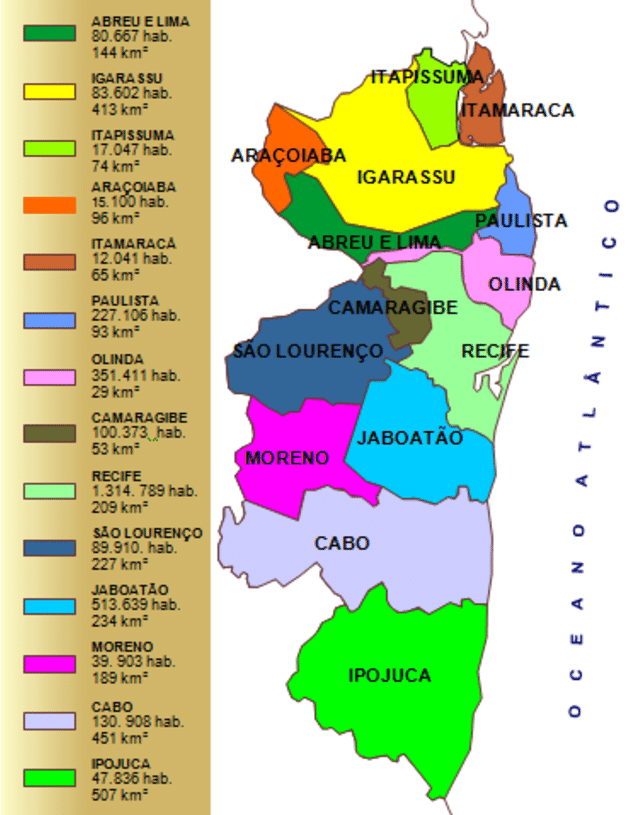 ABREU E LIMA
80.667 hab.
144 km²
IGARASSU
83.602 hab.
413 km²
ITAPISSUMA
17.047 hab.
74 km²
ARAÇOIABA
15.100 hab.
96 km²
ITAMARACÁ
12.041 hab.
65 km²
PAULISTA
227.106 hab.
93 km²
OLINDA
351.411 hab.
29 km²
CAMARAGIBE
100.373 hab.
53 km²
RECIFE
1.314. 789 hab.
209 km²
SÃO LOURENÇO
89.910. hab.
227 km²
JABOATÃO
513.639 hab.
234 km²
MORENO
39. 903 hab.
189 km²
CABO
130. 908 hab.
451 km²
IPOJUCA
47.836 hab.
507 km²
ITAPISSUMA
ITAMARACA
ARAÇOIABA
IGARASSU
PAULISTA
ABREU E LIMA
OLINDA
CAMARAGIBE
SÃO LOURENÇO
RECIFE
JABOATÃO
MORENO
CABO
IPOJUCA
OCEANO ATLÂNTICO